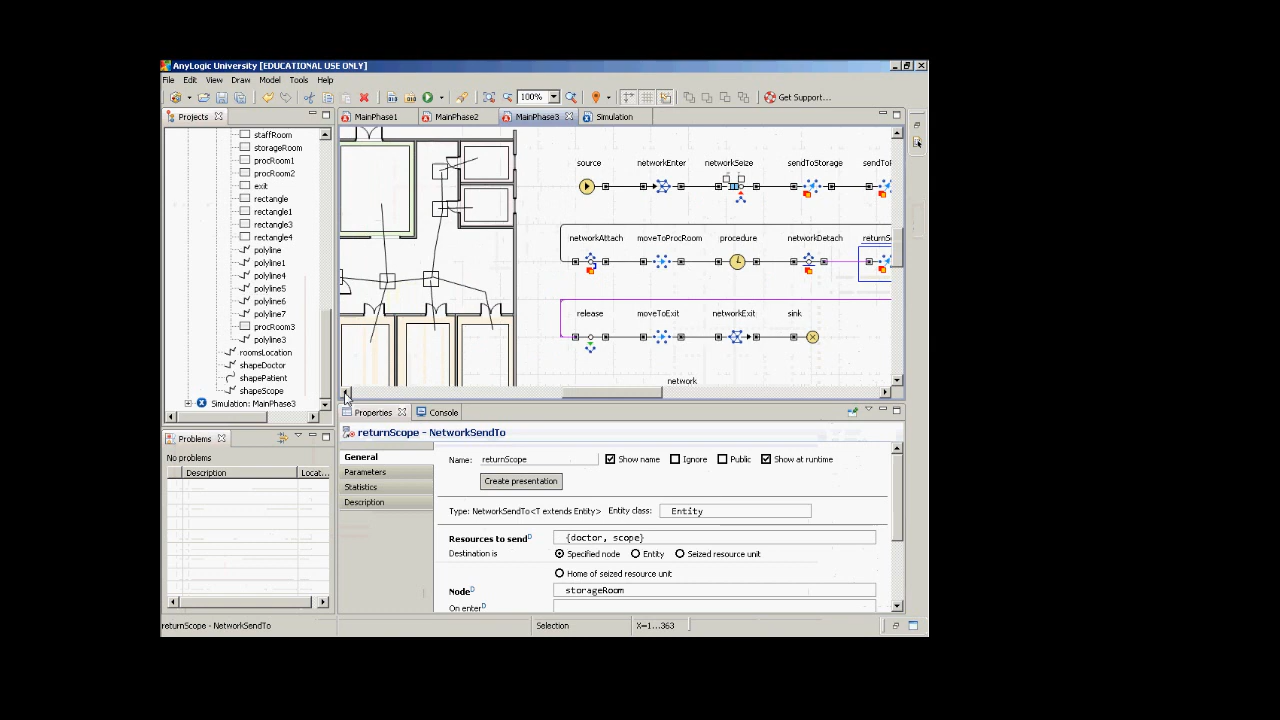 AnyLogic University [EDUCATIONAL USE ONLY]
File Edit View Draw Model Tools Help
100% Get Support...
Projects
MainPhase1 MainPhase2 MainPhase3 Simulation
staffRoom
storageRoom
procRoom1
procRoom2
exit
rectangle
rectangle1
rectangle3
rectangle4
polyline
polyline1
polyline4
polyline5
polyline6
polyline7
procRoom3
polyline3
roomsLocation
shapeDoctor
shapePatient
shapeScope
Simulation: MainPhase3
source networkEnter networkSeize sendToStorage
networkAttach moveToProcRoom procedure networkDetach
release moveToExit networkExit sink
network
Problems
No problems
Description Locat...
Properties Console
returnScope - NetworkSendTo
General
Parameters
Statistics
Description
Name: returnScope Show name Ignore Public Show at runtime
Create presentation
Type: NetworkSendTo<T extends Entity> Entity class: Entity
Resources to send {doctor, scope}
Destination is Specified node Entity Seized resource unit
Home of seized resource unit
Node storageRoom
On enter
returnScope - NetworkSendTo Selection X=1...363